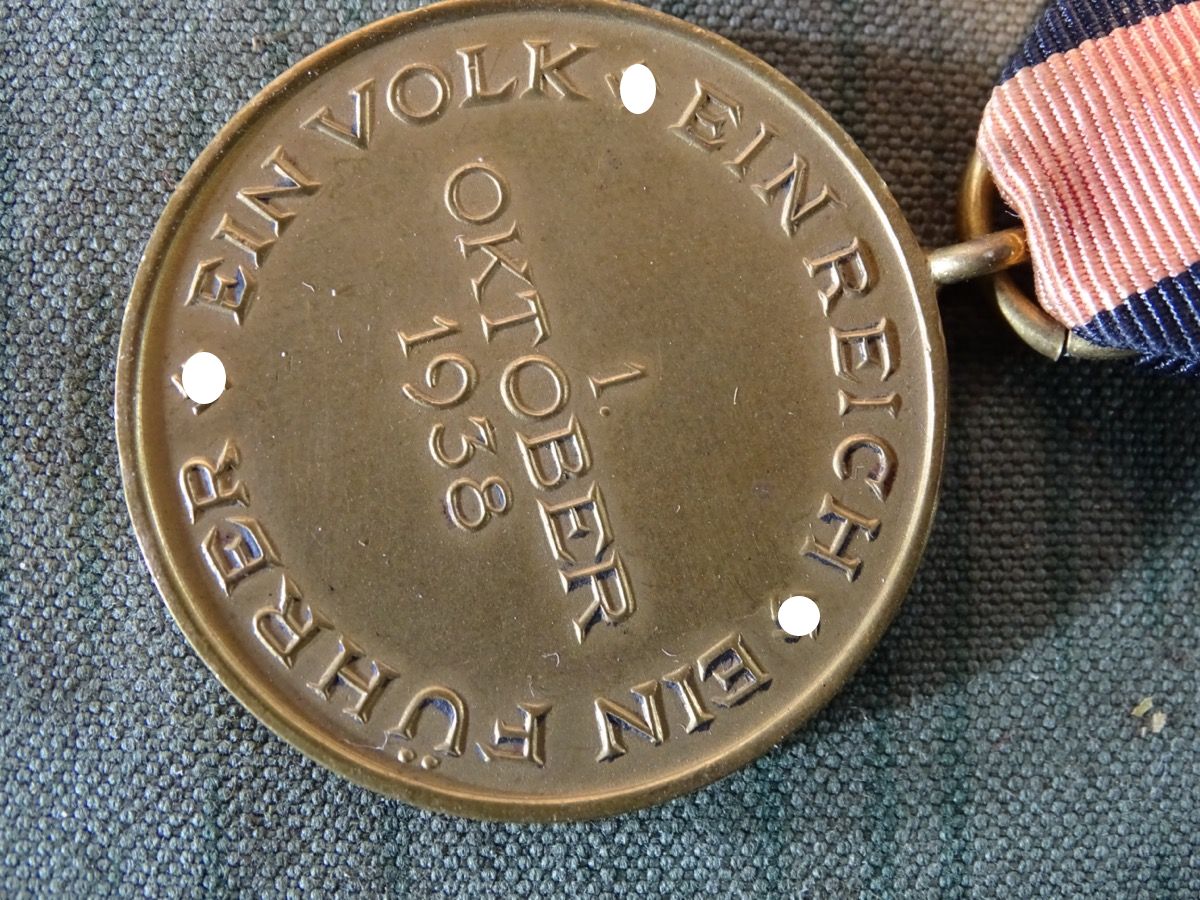 EIN VOLK EIN REICH EIN FÜHRER
1.
OKTOBER
1938